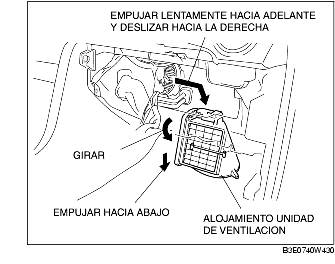 EMPUJAR LENTAMENTE HACIA ADELANTE
Y DESLIZAR HACIA LA DERECHA
GIRAR
EMPUJAR HACIA ABAJO
ALOJAMIENTO UNIDAD
DE VENTILACION
B3E0740W430